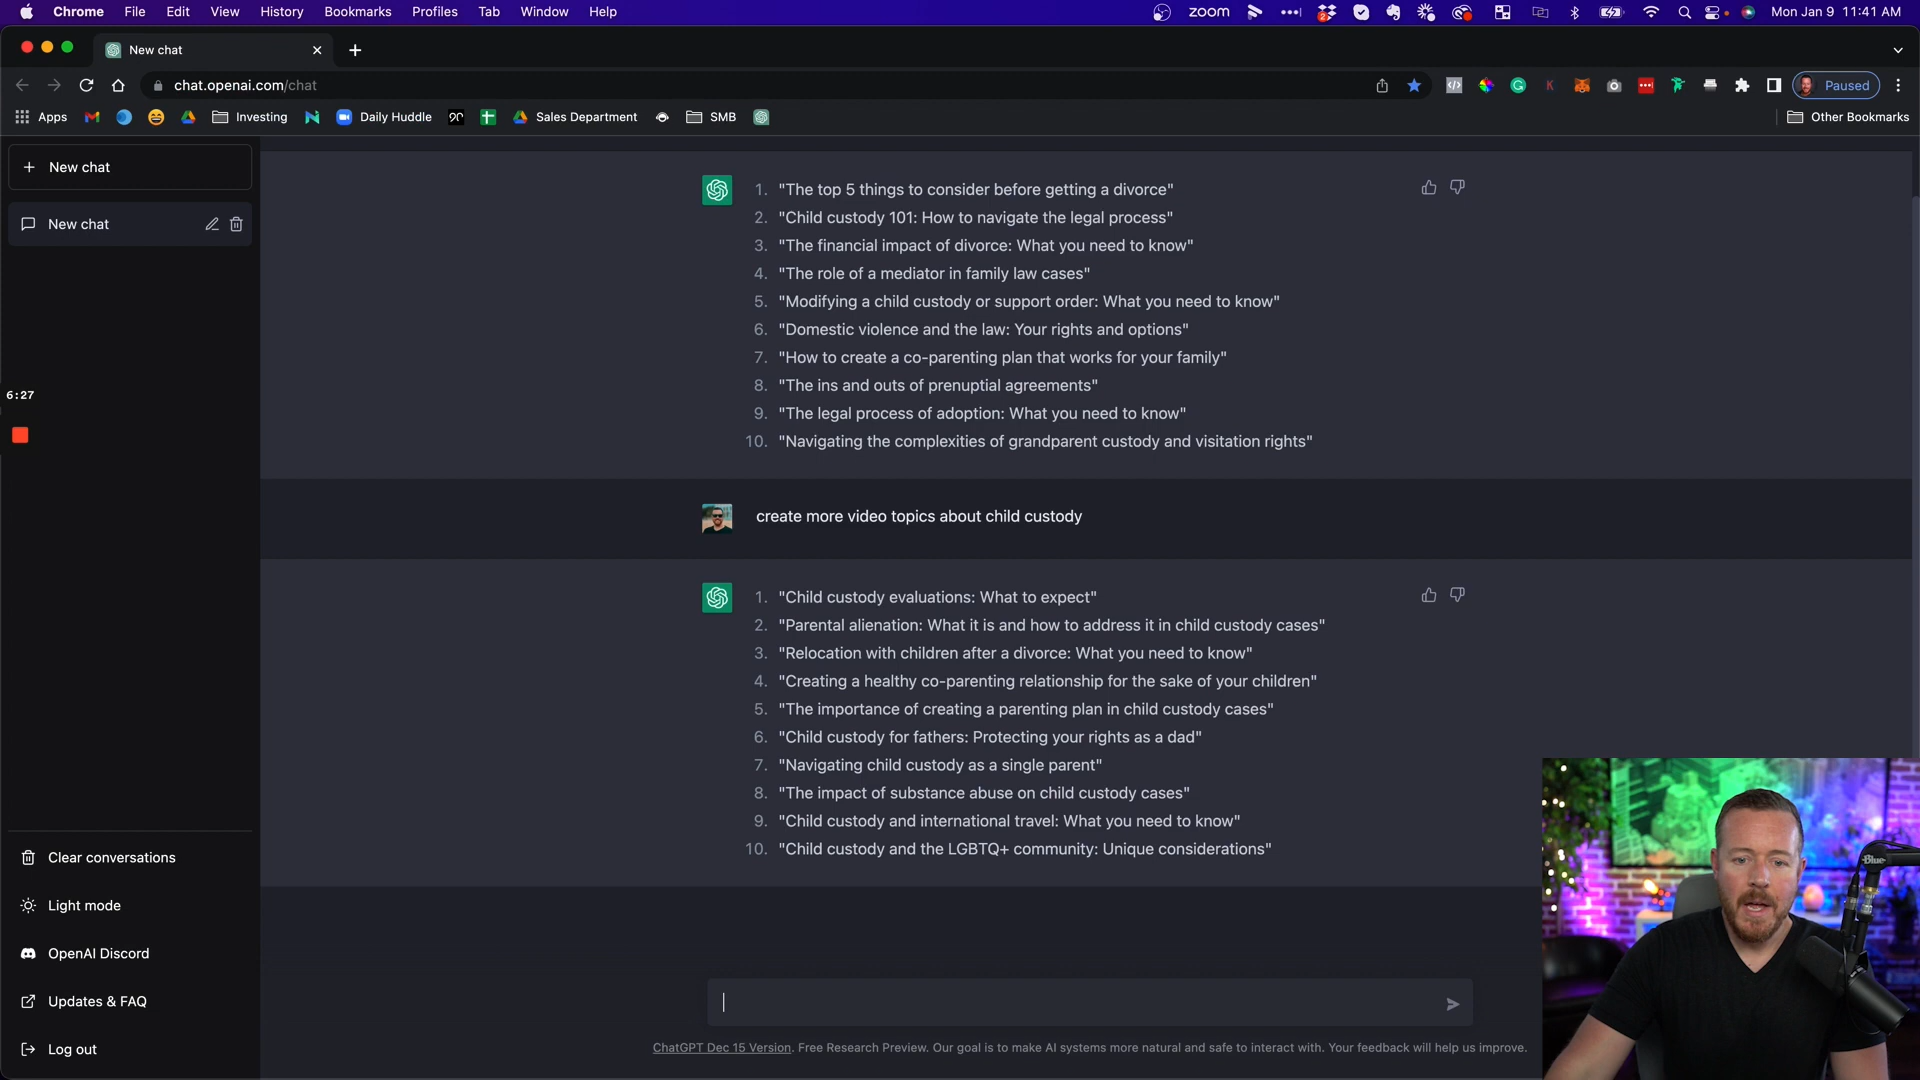 Chrome File Edit View History Bookmarks Profiles Tab Window Help zoom Mon Jan 9 11:41 AM
New chat
chat.openai.com/chat Paused
Apps Investing Daily Huddle Sales Department SMB Other Bookmarks
New chat
New chat
1. "The top 5 things to consider before getting a divorce"
2. "Child custody 101: How to navigate the legal process"
3. "The financial impact of divorce: What you need to know"
4. "The role of a mediator in family law cases"
5. "Modifying a child custody or support order: What you need to know"
6. "Domestic violence and the law: Your rights and options"
7. "How to create a co-parenting plan that works for your family"
8. "The ins and outs of prenuptial agreements"
9. "The legal process of adoption: What you need to know"
10. "Navigating the complexities of grandparent custody and visitation rights"
6:27
create more video topics about child custody
1. "Child custody evaluations: What to expect"
2. "Parental alienation: What it is and how to address it in child custody cases"
3. "Relocation with children after a divorce: What you need to know"
4. "Creating a healthy co-parenting relationship for the sake of your children"
5. "The importance of creating a parenting plan in child custody cases"
6. "Child custody for fathers: Protecting your rights as a dad"
7. "Navigating child custody as a single parent"
8. "The impact of substance abuse on child custody cases"
9. "Child custody and international travel: What you need to know"
10. "Child custody and the LGBTQ+ community: Unique considerations"
Clear conversations
Light mode
OpenAI Discord
Updates & FAQ
Log out
ChatGPT Dec 15 Version. Free Research Preview. Our goal is to make AI systems more natural and safe to interact with. Your feedback will help us improve.
Blue